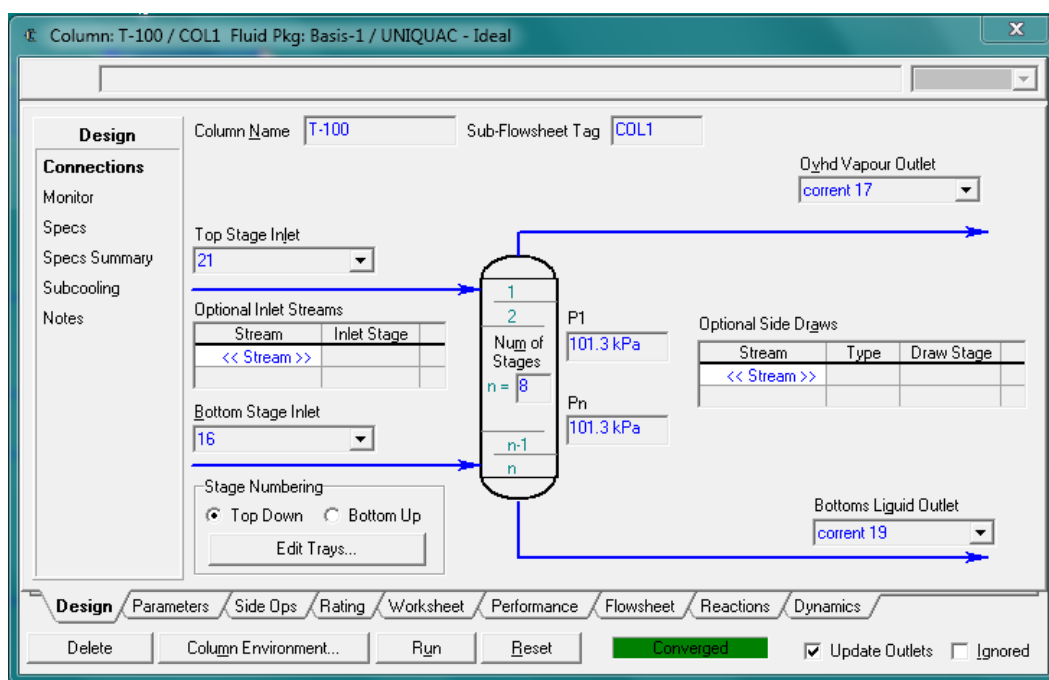 Column: T-100 / COL1 Fluid Pkg: Basis-1 / UNIQUAC - Ideal
x
Design
Connections
Monitor
Specs
Specs Summary
Subcooling
Notes
Column Name T-100
Sub-Flowsheet Tag COL1
Ovhd Vapour Outlet
corrent 17
Top Stage Inlet
21
Optional Inlet Streams
Stream Inlet Stage
<< Stream >>
Bottom Stage Inlet
16
Stage Numbering
Top Down Bottom Up
Edit Trays...
1
2
Num of
Stages
n = 8
n-1
n
P1
101.3 kPa
Pn
101.3 kPa
Optional Side Draws
Stream Type Draw Stage
<< Stream >>
Bottoms Liquid Outlet
corrent 19
Design Parameters Side Ops Rating Worksheet Performance Flowsheet Reactions Dynamics
Delete Column Environment... Run Reset Converged Update Outlets Ignored